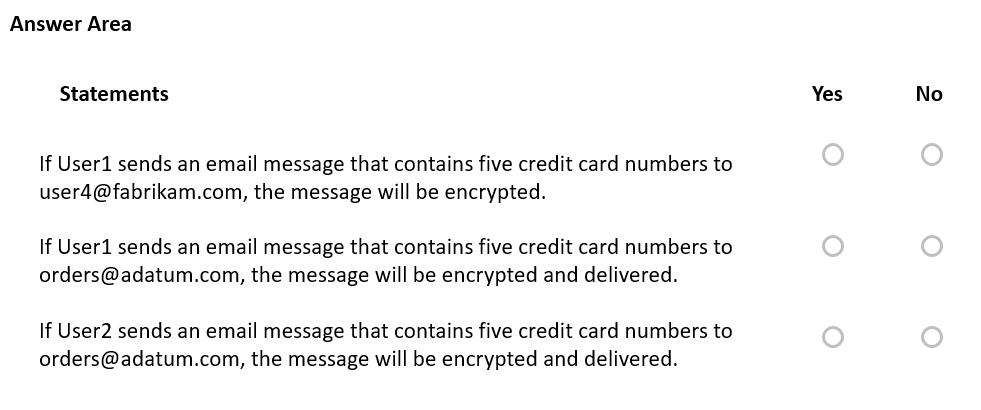 Answer Area
Statements Yes No
If User1 sends an email message that contains five credit card numbers to
user4@fabrikam.com, the message will be encrypted.
If User1 sends an email message that contains five credit card numbers to
orders@adatum.com, the message will be encrypted and delivered.
If User2 sends an email message that contains five credit card numbers to
orders@adatum.com, the message will be encrypted and delivered.